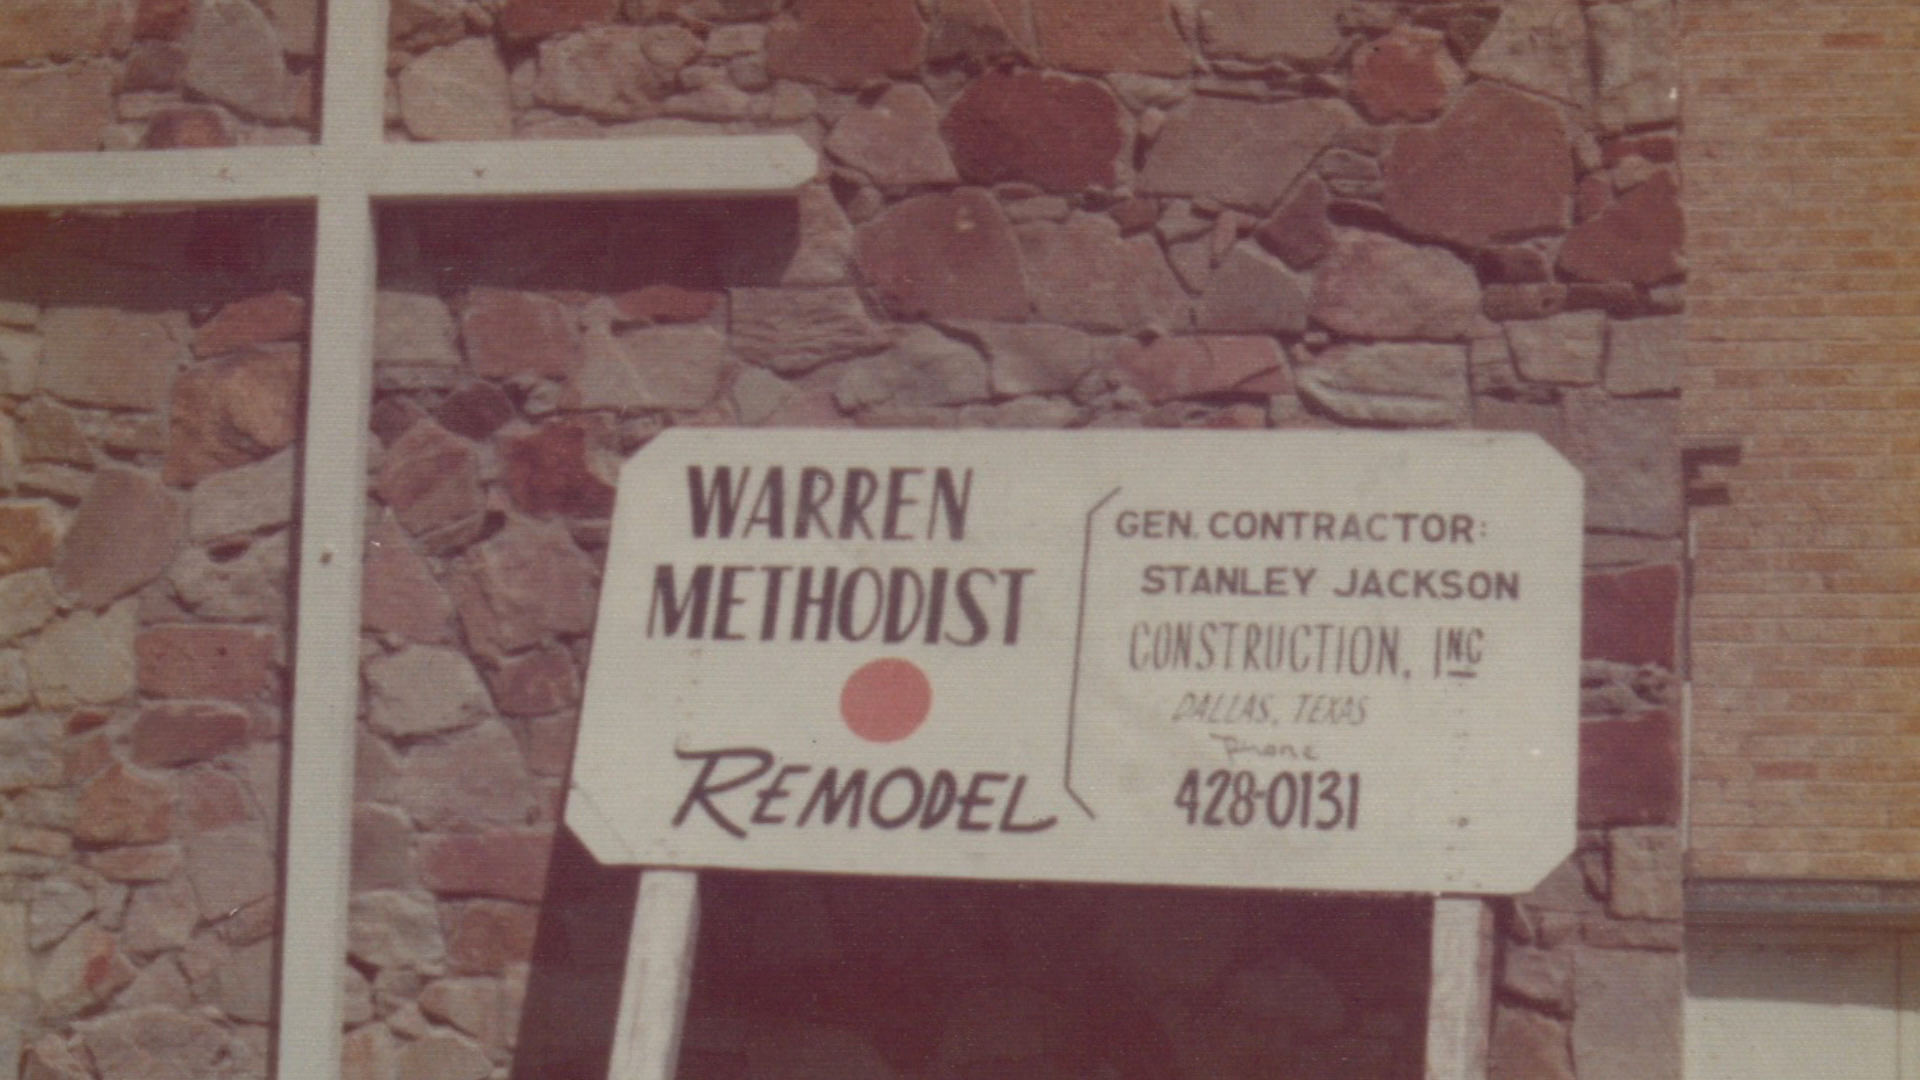 WARREN
METHODIST
REMODEL
GEN. CONTRACTOR:
STANLEY JACKSON
CONSTRUCTION, INC
DALLAS, TEXAS
Phone
428-0131